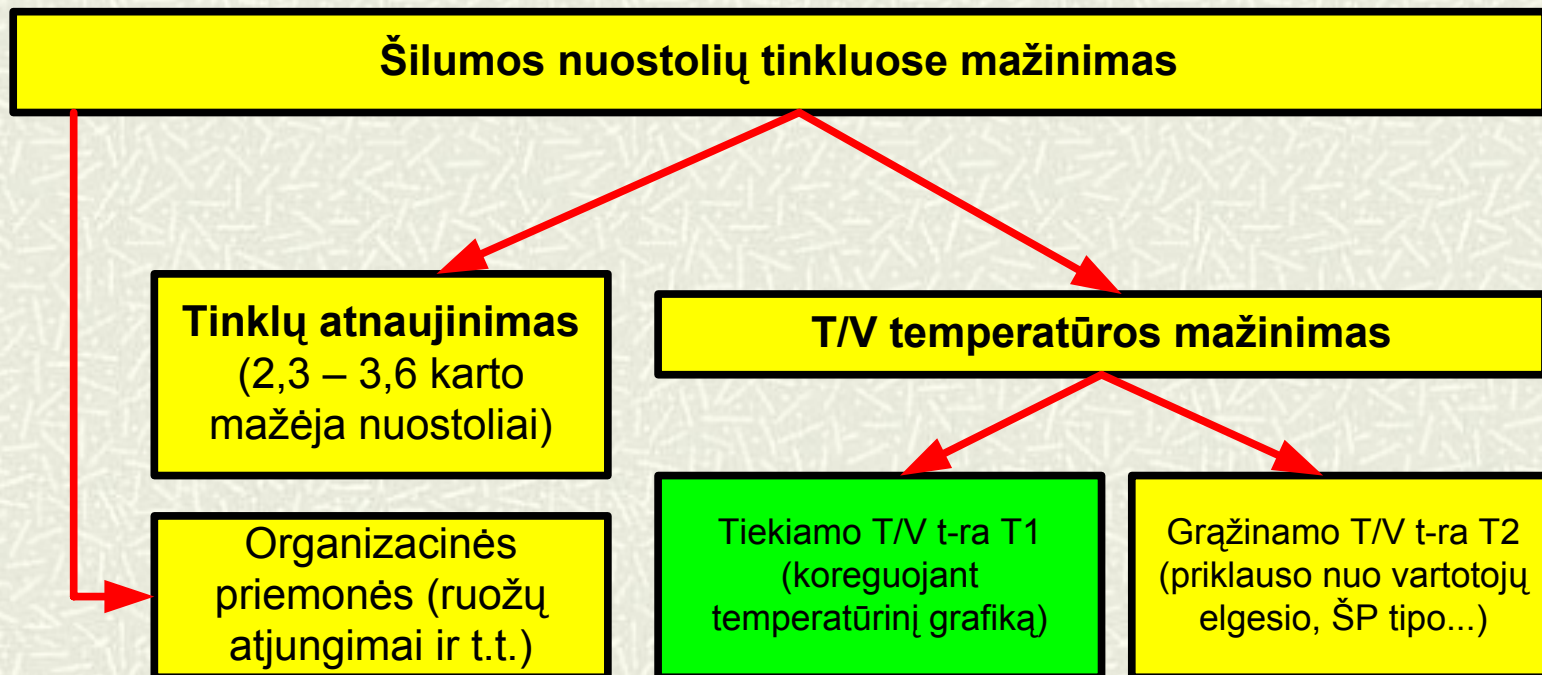 Šilumos nuostolių tinkluose mažinimas
Tinklų atnaujinimas
(2,3 – 3,6 karto
mažėja nuostoliai)
T/V temperatūros mažinimas
Organizacinės
priemonės (ruožų
atjungimai ir t.t.)
Tiekiamo T/V t-ra T1
(koreguojant
temperatūrinį grafiką)
Grąžinamo T/V t-ra T2
(priklauso nuo vartotojų
elgesio, ŠP tipo...)